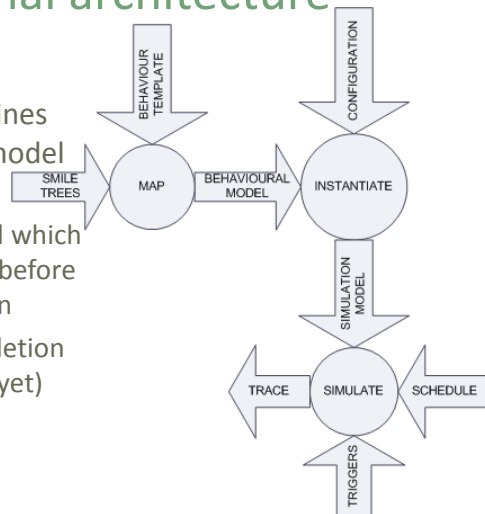 nal architecture
ines
model
l which
before
n
letion
yet)
BEHAVIOUR
TEMPLATE
CONFIGURATION
SMILE
TREES
MAP
BEHAVIOURAL
MODEL
INSTANTIATE
SIMULATION
MODEL
TRACE
SIMULATE
SCHEDULE
TRIGGERS